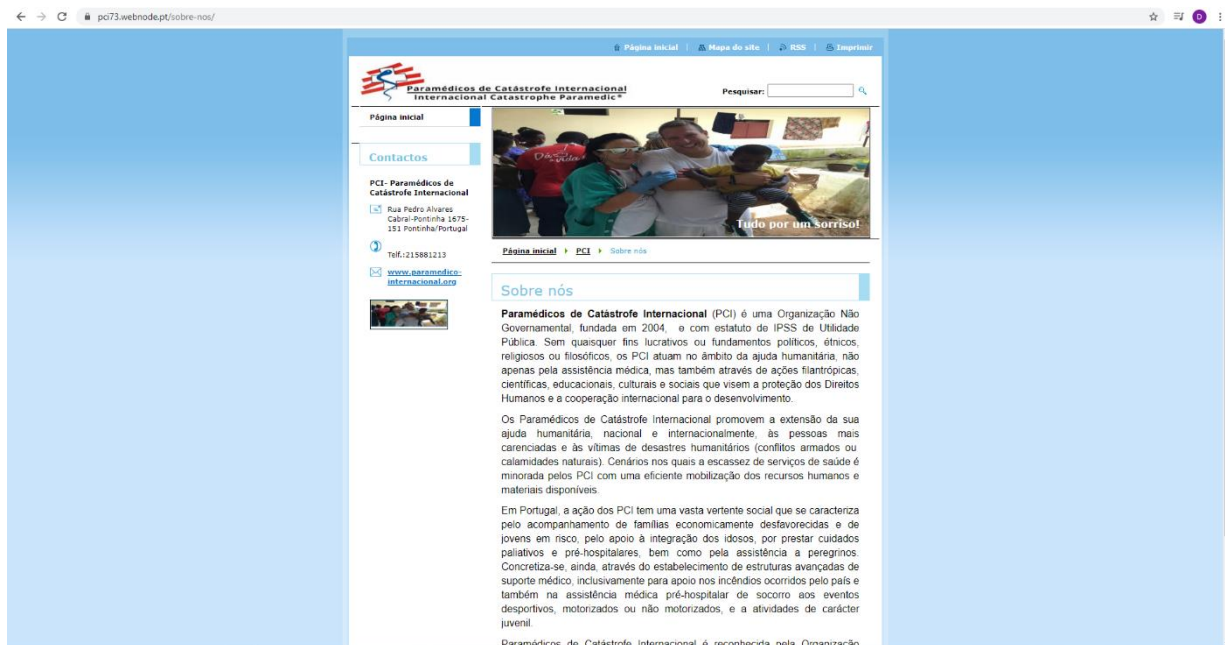 pci73.webnode.pt/sobre-nos/
D
Página inicial | Mapa do site | RSS | Imprimir
Paramédicos de Catástrofe Internacional
Internacional Catastrophe Paramedic®
Pesquisar:
Página inicial
Contactos
PCI- Paramédicos de
Catástrofe Internacional
Rua Pedro Alvares
Cabral-Pontinha 1675-
151 Pontinha/Portugal
Telf.:215881213
www.paramedico-
internacional.org
Tudo por um sorriso!
Página inicial PCI Sobre nós
Sobre nós
Paramédicos de Catástrofe Internacional (PCI) é uma Organização Não
Governamental, fundada em 2004, e com estatuto de IPSS de Utilidade
Pública. Sem quaisquer fins lucrativos ou fundamentos políticos, étnicos,
religiosos ou filosóficos, os PCI atuam no âmbito da ajuda humanitária, não
apenas pela assistência médica, mas também através de ações filantrópicas,
científicas, educacionais, culturais e sociais que visem a proteção dos Direitos
Humanos e a cooperação internacional para o desenvolvimento.
Os Paramédicos de Catástrofe Internacional promovem a extensão da sua
ajuda humanitária, nacional e internacionalmente, às pessoas mais
carenciadas e às vítimas de desastres humanitários (conflitos armados ou
calamidades naturais). Cenários nos quais a escassez de serviços de saúde é
minorada pelos PCI com uma eficiente mobilização dos recursos humanos e
materiais disponíveis.
Em Portugal, a ação dos PCI tem uma vasta vertente social que se caracteriza
pelo acompanhamento de famílias economicamente desfavorecidas e de
jovens em risco, pelo apoio à integração dos idosos, por prestar cuidados
paliativos e pré-hospitalares, bem como pela assistência a peregrinos.
Concretiza-se, ainda, através do estabelecimento de estruturas avançadas de
suporte médico, inclusivamente para apoio nos incêndios ocorridos pelo país e
também na assistência médica pré-hospitalar de socorro aos eventos
desportivos, motorizados ou não motorizados, e a atividades de carácter
juvenil.
Paramédicos de Catástrofe Internacional é reconhecida pela Organização